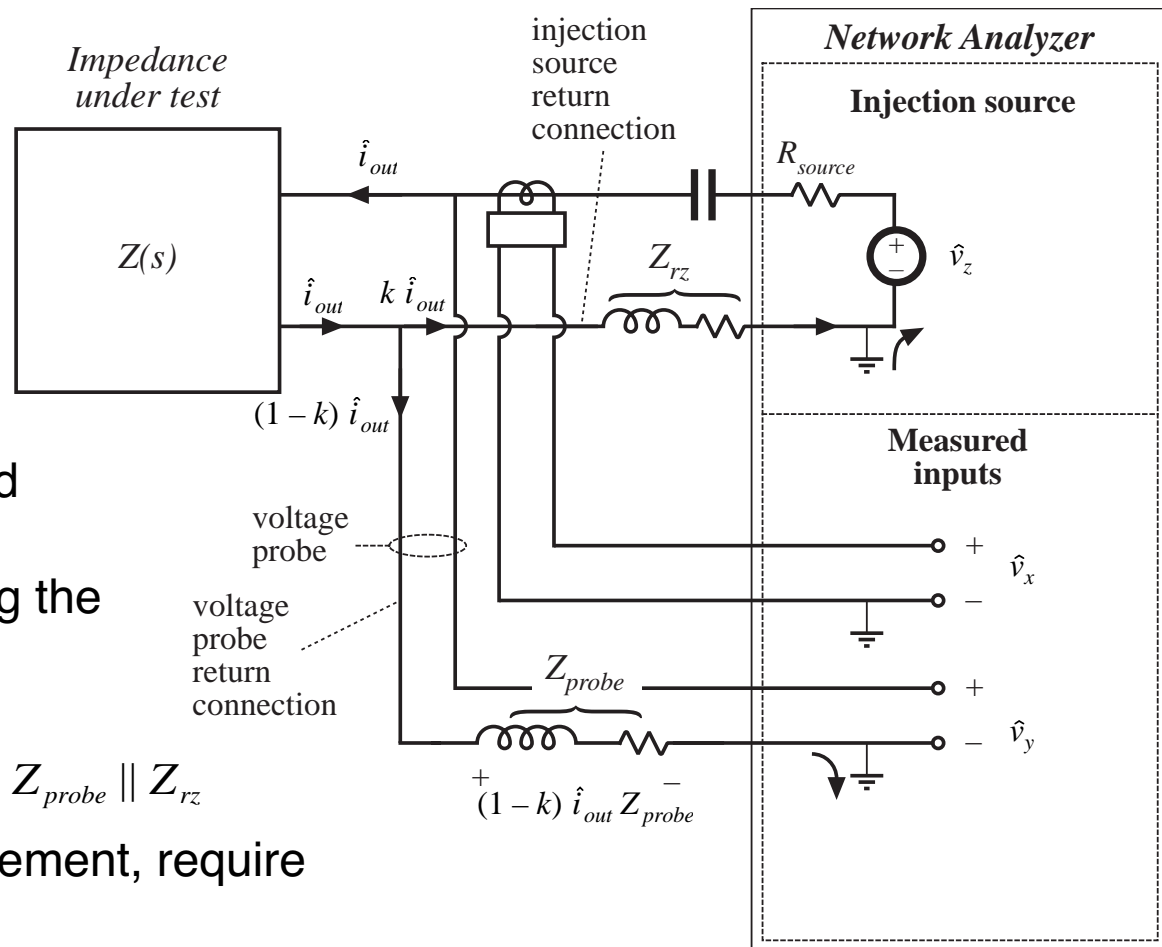 Impedance
under test
injection
source
return
connection
Network Analyzer
Injection source
R_source
î_out
Z(s)
+
–
v̂_z
Z_rz
î_out
k î_out
(1 – k) î_out
Measured
inputs
d
voltage
probe
+
v̂_x
–
g the
voltage
probe
return
connection
Z_probe
+
v̂_y
–
+ –
(1 – k) î_out Z_probe
Z_probe || Z_rz
ement, require